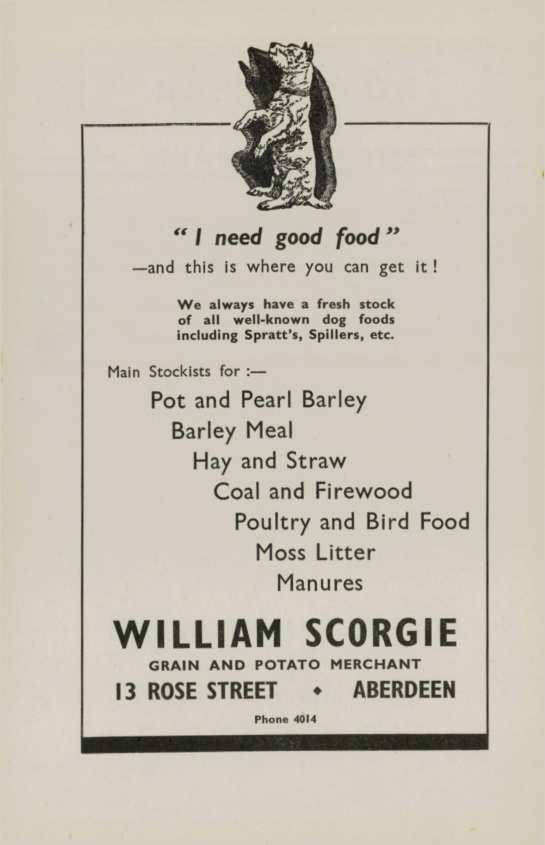 “ I need good food ”
—and this is where you can get it !
We always have a fresh stock
of all well-known dog foods
including Spratt's, Spillers, etc.
Main Stockists for :—
Pot and Pearl Barley
Barley Meal
Hay and Straw
Coal and Firewood
Poultry and Bird Food
Moss Litter
Manures
WILLIAM SCORGIE
GRAIN AND POTATO MERCHANT
13 ROSE STREET ◆ ABERDEEN
Phone 4014